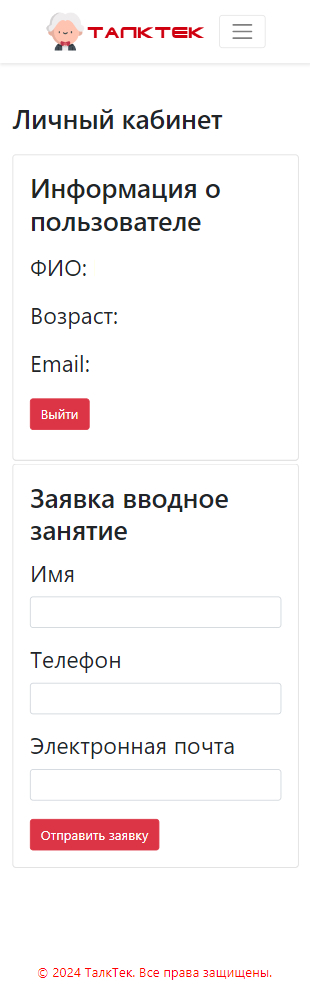 ТАЛКТЕК
Личный кабинет
Информация о
пользователе
ФИО:
Возраст:
Email:
Выйти
Заявка вводное
занятие
Имя
Телефон
Электронная почта
Отправить заявку
© 2024 ТалкТек. Все права защищены.